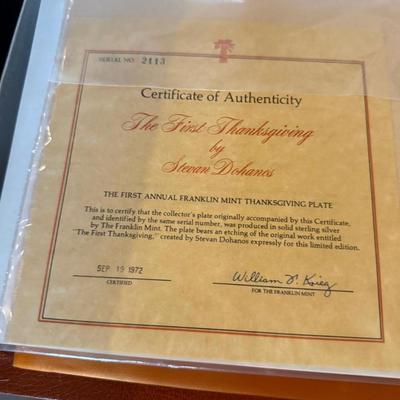 SERIAL NO. 2113
Certificate of Authenticity
The First Thanksgiving
by
Stevan Dohanos
THE FIRST ANNUAL FRANKLIN MINT THANKSGIVING PLATE
This is to certify that the collector's plate originally accompanied by this Certificate,
and identified by the same serial number, was produced in solid sterling silver
by The Franklin Mint. The plate bears an etching of the original work entitled
"The First Thanksgiving," created by Stevan Dohanos expressly for this limited edition.
SEP 19 1972
CERTIFIED
William F. Krieg
FOR THE FRANKLIN MINT